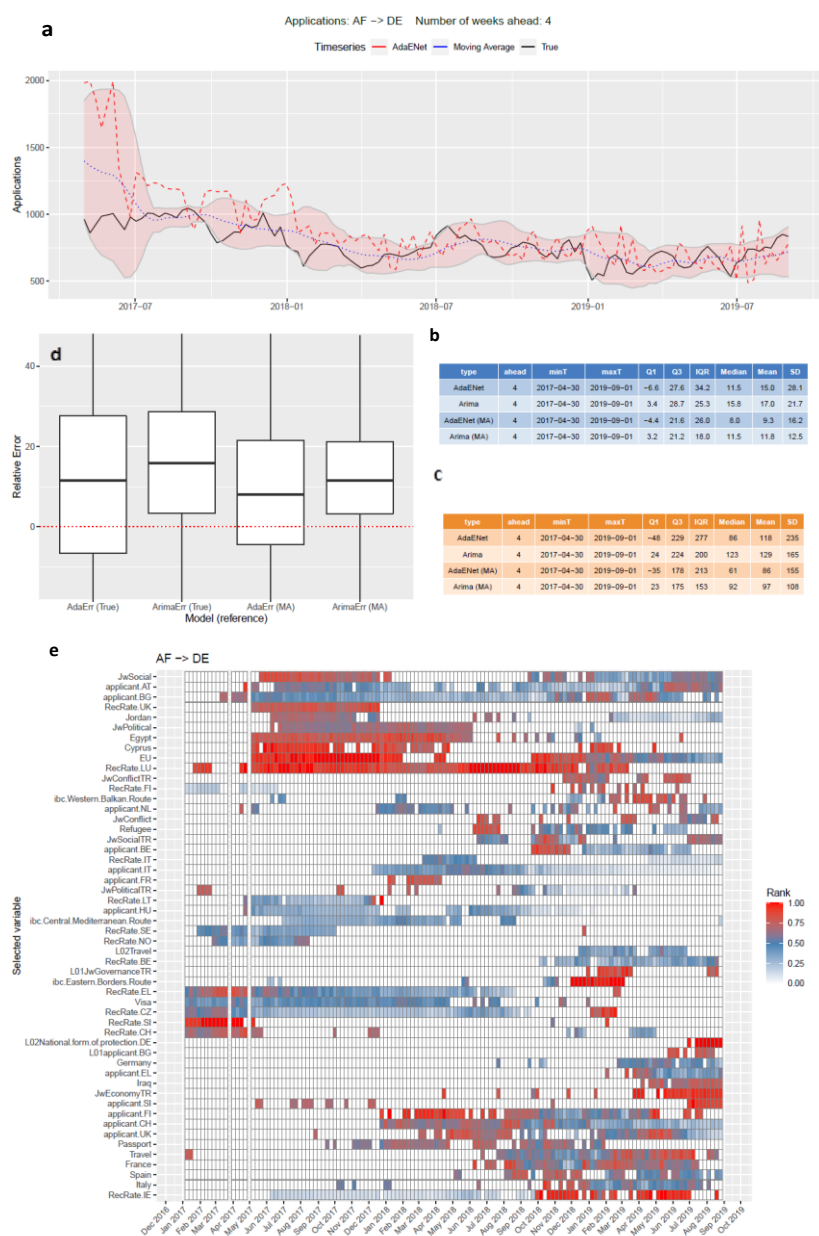 Applications: AF −> DE Number of weeks ahead: 4
a
Timeseries AdaENet Moving Average True
2000
1500
1000
500
Applications
2017−07
2018−01
2018−07
2019−01
2019−07
d
40
20
0
Relative Error
AdaErr (True) ArimaErr (True) AdaErr (MA) ArimaErr (MA)
Model (reference)
b
type ahead minT maxT Q1 Q3 IQR Median Mean SD
AdaENet 4 2017−04−30 2019−09−01 −6.6 27.6 34.2 11.5 15.0 28.1
Arima 4 2017−04−30 2019−09−01 3.4 28.7 25.3 15.8 17.0 21.7
AdaENet (MA) 4 2017−04−30 2019−09−01 −4.4 21.6 26.0 8.0 9.3 16.2
Arima (MA) 4 2017−04−30 2019−09−01 3.2 21.2 18.0 11.5 11.8 12.5
c
type ahead minT maxT Q1 Q3 IQR Median Mean SD
AdaENet 4 2017−04−30 2019−09−01 −48 229 277 86 118 235
Arima 4 2017−04−30 2019−09−01 24 224 200 123 129 165
AdaENet (MA) 4 2017−04−30 2019−09−01 −35 178 213 61 86 155
Arima (MA) 4 2017−04−30 2019−09−01 23 175 153 92 97 108
e
AF −> DE
JwSocial
applicant.AT
applicant.BG
RecRate.UK
Jordan
JwPolitical
Egypt
Cyprus
EU
RecRate.LU
JwConflictTR
RecRate.FI
ibc.Western.Balkan.Route
applicant.NL
JwConflict
Refugee
JwSocialTR
applicant.BE
RecRate.IT
applicant.IT
applicant.FR
JwPoliticalTR
RecRate.LT
applicant.HU
ibc.Central.Mediterranean.Route
RecRate.SE
RecRate.NO
L02Travel
RecRate.BE
L01JwGovernanceTR
ibc.Eastern.Borders.Route
RecRate.EL
Visa
RecRate.CZ
RecRate.SI
RecRate.CH
L02National.form.of.protection.DE
L01applicant.BG
Germany
applicant.EL
Iraq
JwEconomyTR
applicant.SI
applicant.FI
applicant.CH
applicant.UK
Passport
Travel
France
Spain
Italy
RecRate.IE
Selected variable
Rank
1.00
0.75
0.50
0.25
0.00
Dec 2016
Jan 2017
Feb 2017
Mar 2017
Apr 2017
May 2017
Jun 2017
Jul 2017
Aug 2017
Sep 2017
Oct 2017
Nov 2017
Dec 2017
Jan 2018
Feb 2018
Mar 2018
Apr 2018
May 2018
Jun 2018
Jul 2018
Aug 2018
Sep 2018
Oct 2018
Nov 2018
Dec 2018
Jan 2019
Feb 2019
Mar 2019
Apr 2019
May 2019
Jun 2019
Jul 2019
Aug 2019
Sep 2019
Oct 2019